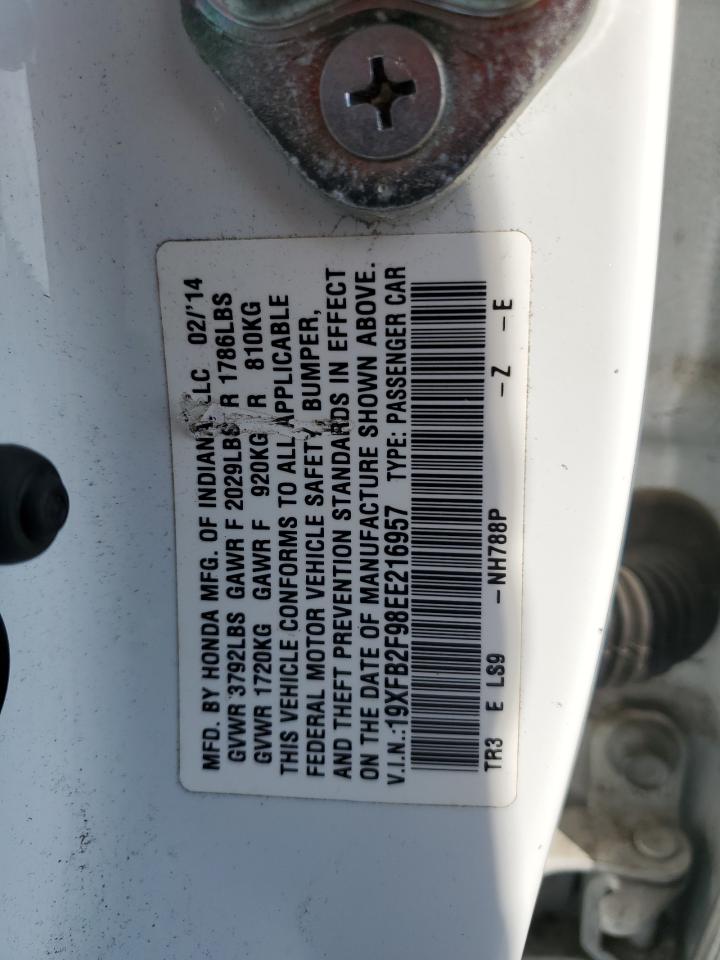 MFD. BY HONDA MFG. OF INDIANA, LLC 02/'14
GVWR 3792LBS GAWR F 2029LBS R 1786LBS
GVWR 1720KG GAWR F 920KG R 810KG
THIS VEHICLE CONFORMS TO ALL APPLICABLE
FEDERAL MOTOR VEHICLE SAFETY, BUMPER,
AND THEFT PREVENTION STANDARDS IN EFFECT
ON THE DATE OF MANUFACTURE SHOWN ABOVE.
V.I.N.:19XFB2F98EE216957 TYPE: PASSENGER CAR
TR3 E LS9 -NH788P -Z -E